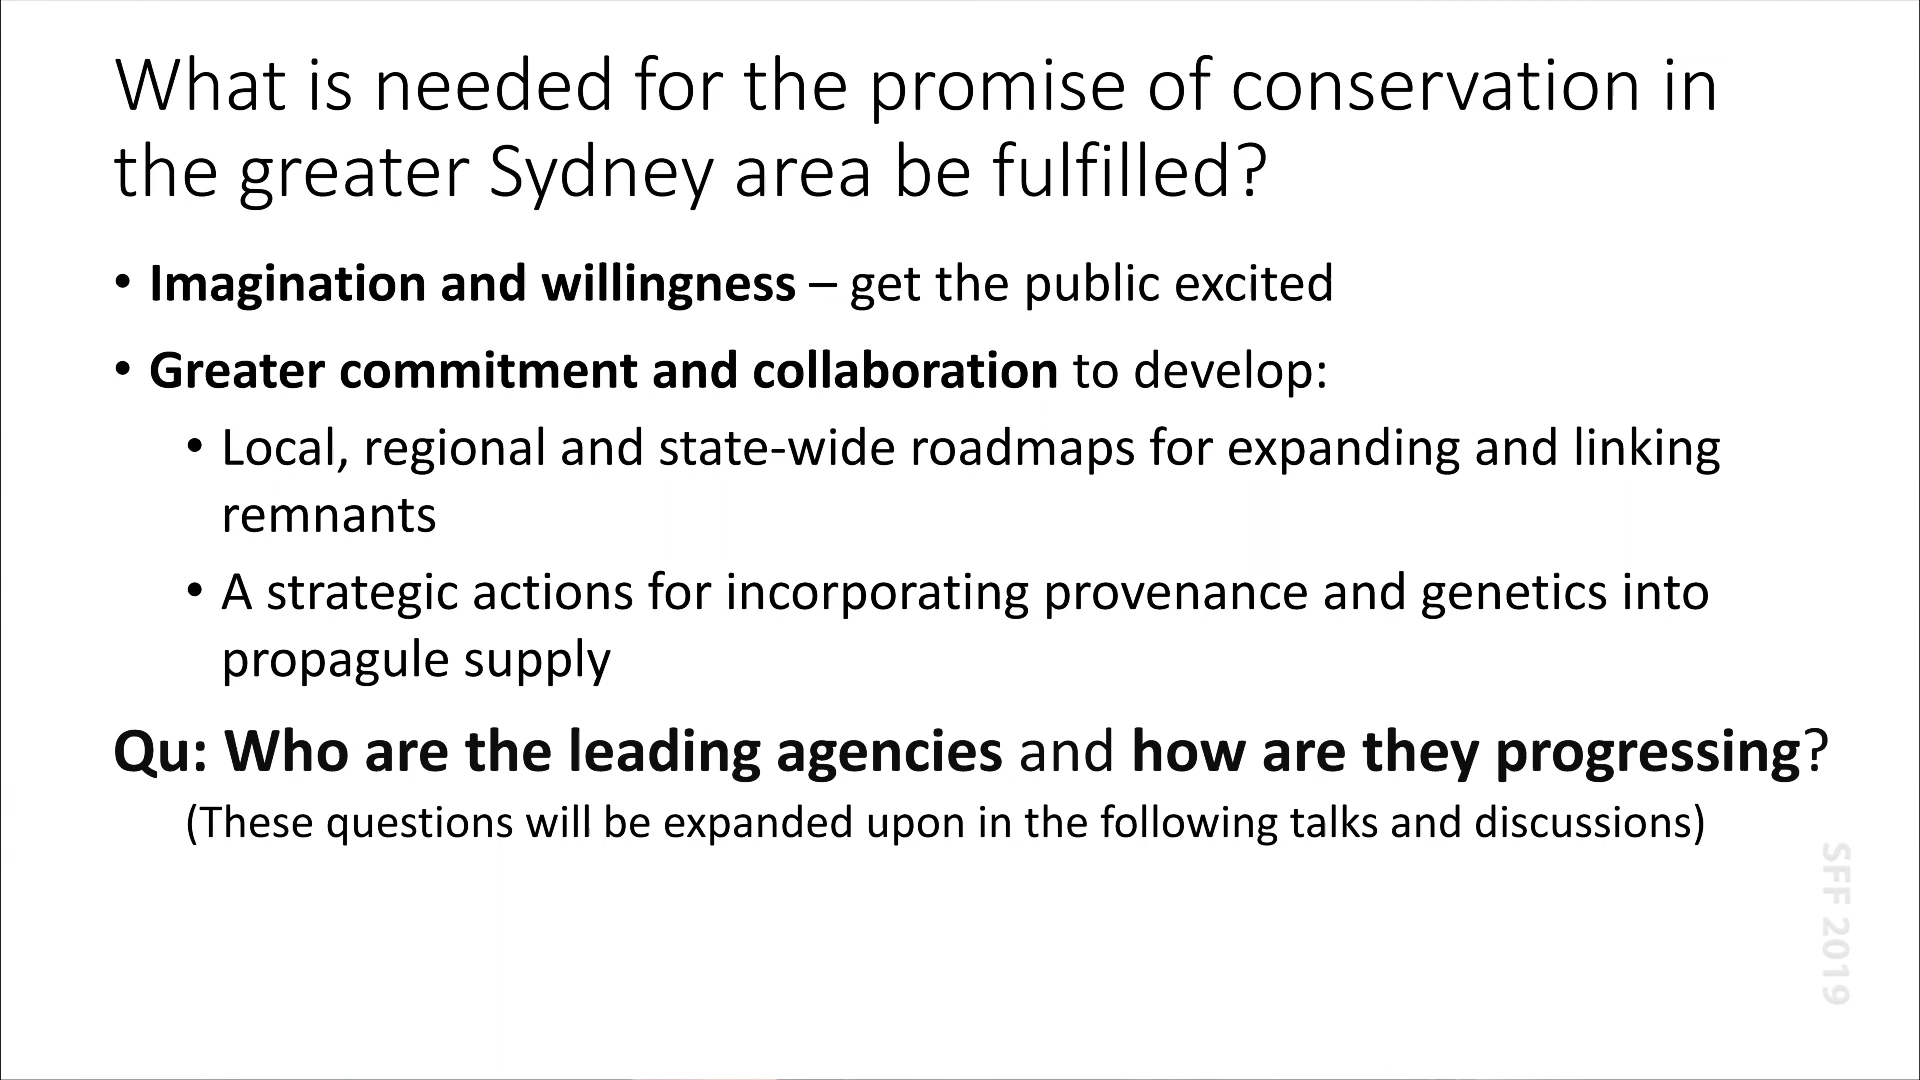 What is needed for the promise of conservation in
the greater Sydney area be fulfilled?
• Imagination and willingness – get the public excited
• Greater commitment and collaboration to develop:
• Local, regional and state-wide roadmaps for expanding and linking
remnants
• A strategic actions for incorporating provenance and genetics into
propagule supply
Qu: Who are the leading agencies and how are they progressing?
(These questions will be expanded upon in the following talks and discussions)
SFF 2019